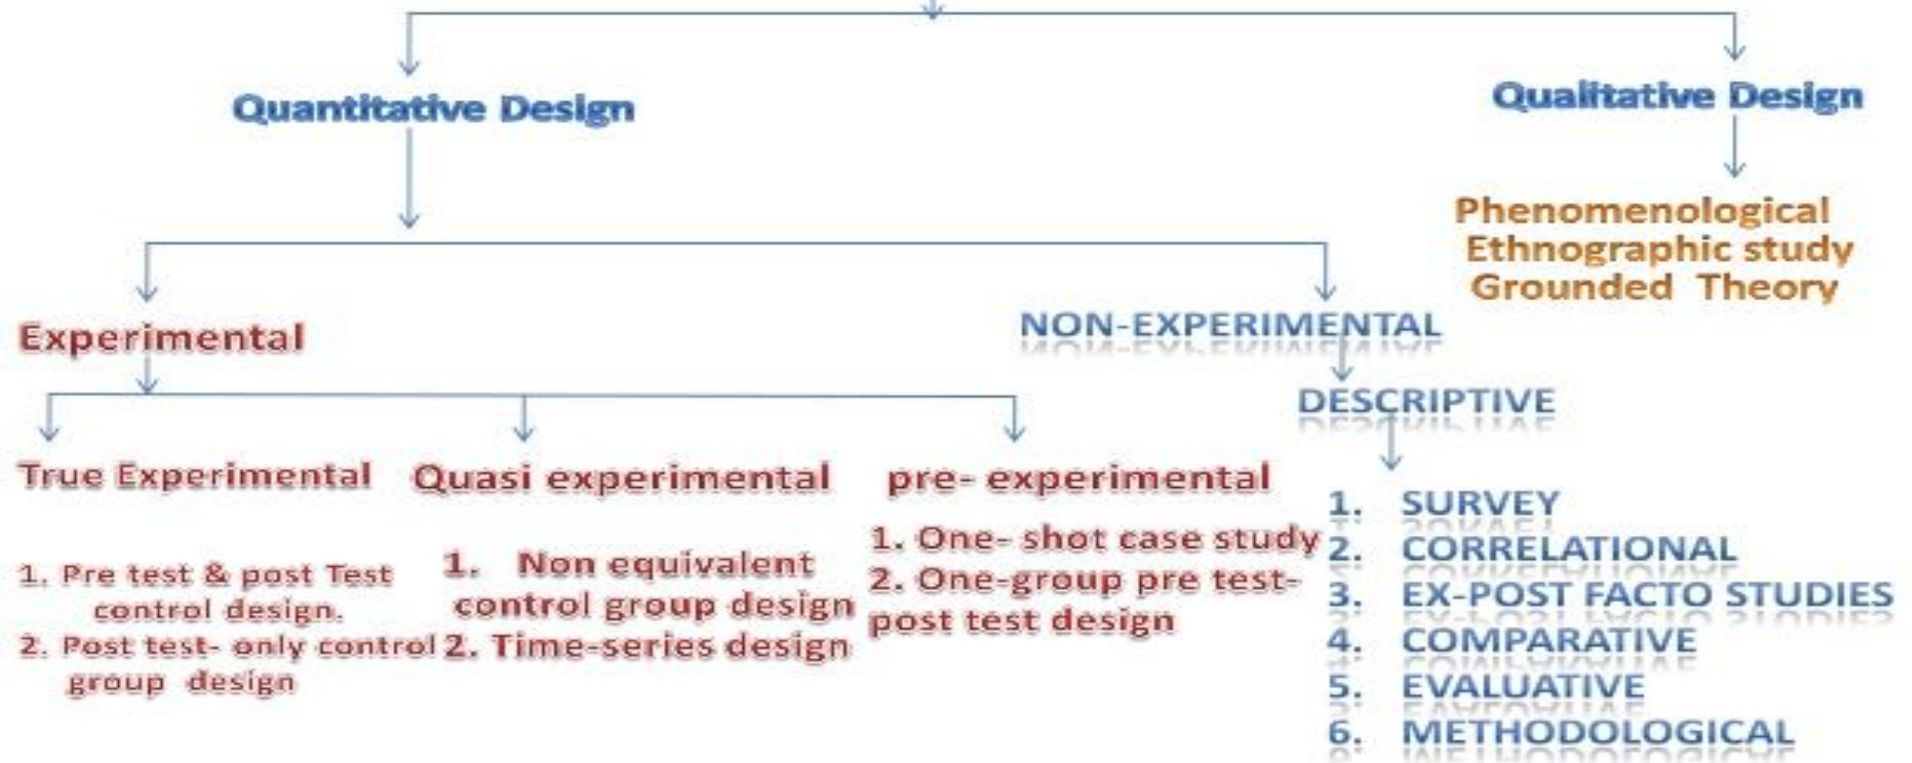 Quantitative Design
Qualitative Design
Phenomenological
Ethnographic study
Grounded Theory
Experimental
NON-EXPERIMENTAL
DESCRIPTIVE
True Experimental
1. Pre test & post Test
control design.
2. Post test- only control
group design
Quasi experimental
1. Non equivalent
control group design
2. Time-series design
pre- experimental
1. One- shot case study
2. One-group pre test-
post test design
1. SURVEY
2. CORRELATIONAL
3. EX-POST FACTO STUDIES
4. COMPARATIVE
5. EVALUATIVE
6. METHODOLOGICAL